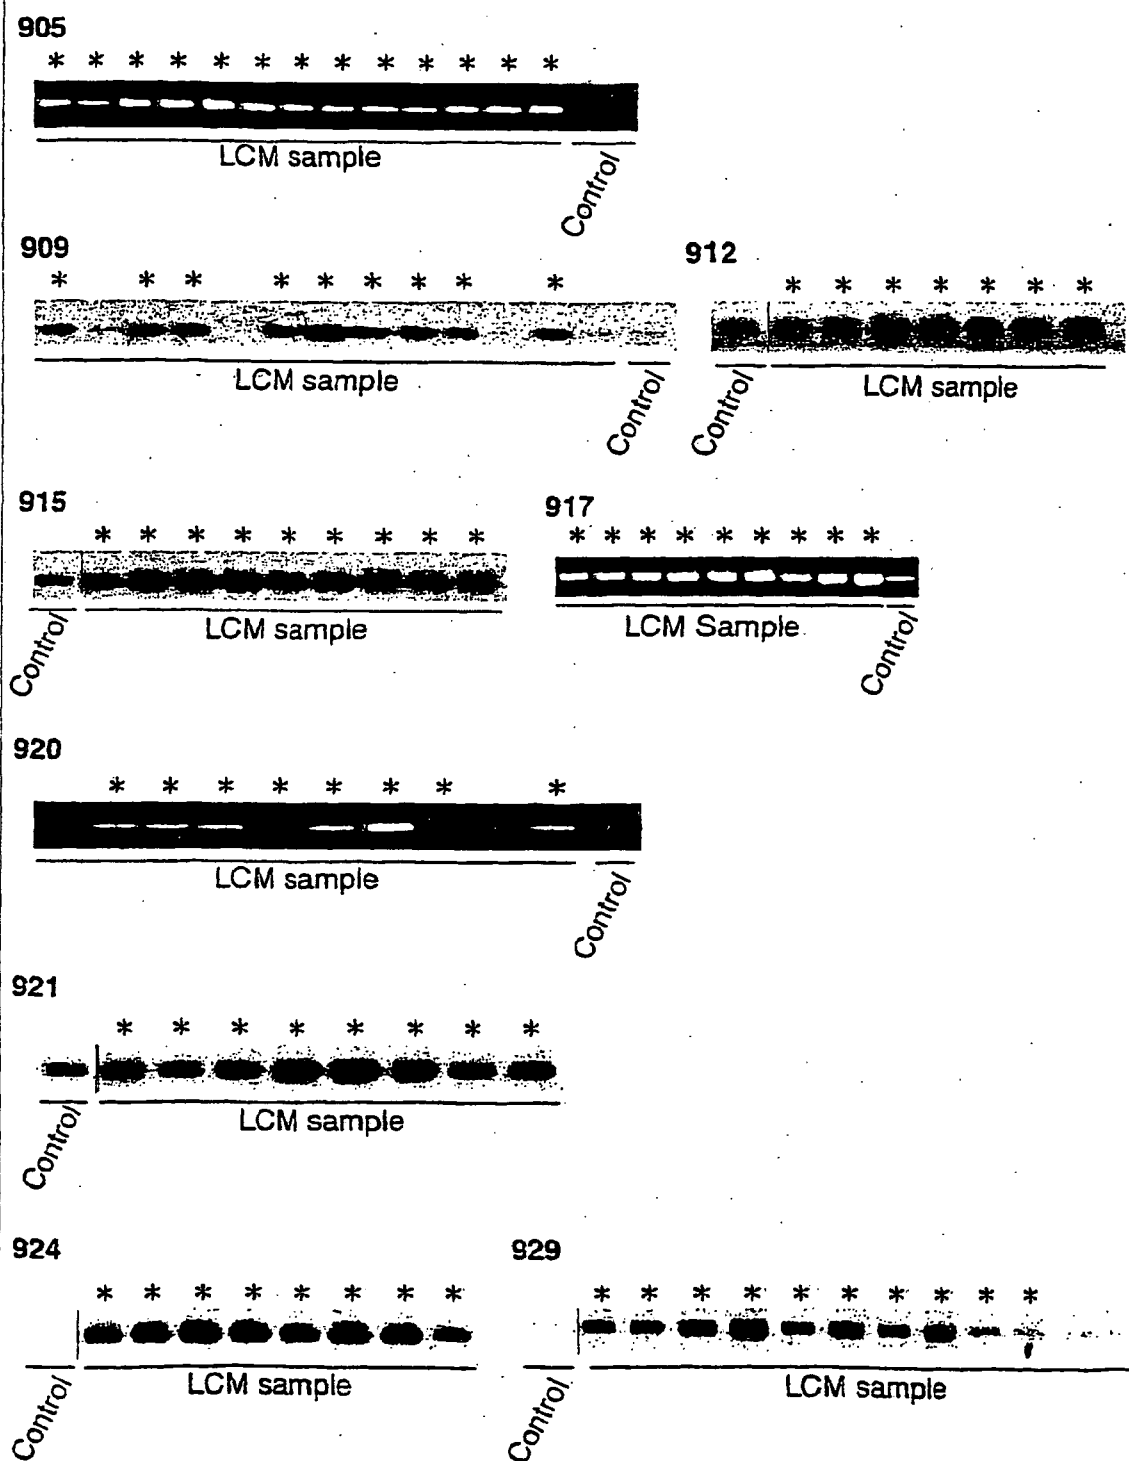 905
* * * * * * * * * * * * *
LCM sample
Control
909 912
* * * * * * * * * * * * * * * *
LCM sample LCM sample
Control Control
915 917
* * * * * * * * * * * * * * * * * *
LCM sample LCM Sample
Control Control
920
* * * * * * * *
LCM sample
Control
921
* * * * * * * *
LCM sample
Control
924 929
* * * * * * * * * * * * * * * * * *
LCM sample LCM sample
Control Control